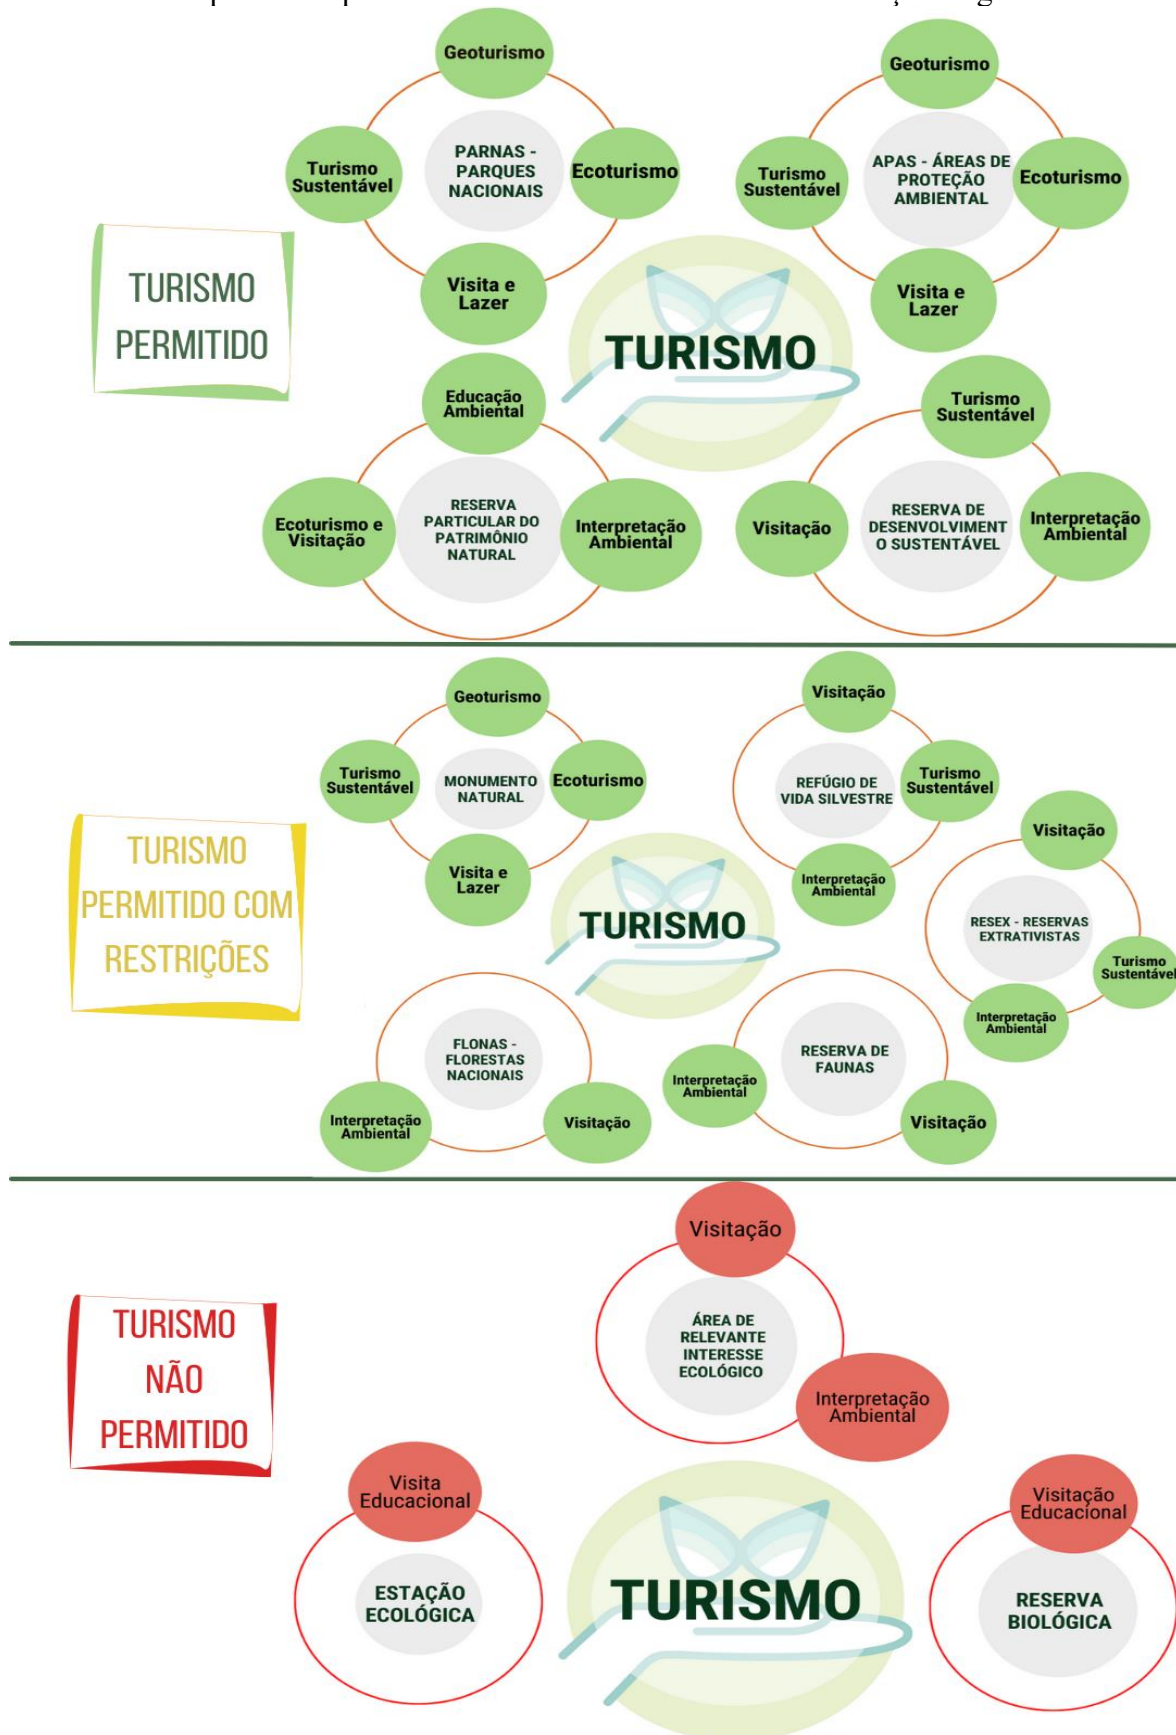 Geoturismo
PARNAS -
PARQUES
NACIONAIS
Turismo
Sustentável
Ecoturismo
Visita e
Lazer
Geoturismo
APAS - ÁREAS DE
PROTEÇÃO
AMBIENTAL
Turismo
Sustentável
Ecoturismo
Visita e
Lazer
TURISMO
PERMITIDO
TURISMO
Educação
Ambiental
RESERVA
PARTICULAR DO
PATRIMÔNIO
NATURAL
Ecoturismo e
Visitação
Interpretação
Ambiental
Turismo
Sustentável
RESERVA DE
DESENVOLVIMENT
O SUSTENTÁVEL
Visitação
Interpretação
Ambiental
Geoturismo
Turismo
Sustentável
MONUMENTO
NATURAL
Ecoturismo
Visita e
Lazer
Visitação
REFÚGIO DE
VIDA SILVESTRE
Turismo
Sustentável
Interpretação
Ambiental
Visitação
RESEX - RESERVAS
EXTRATIVISTAS
Turismo
Sustentável
Interpretação
Ambiental
TURISMO
PERMITIDO COM
RESTRIÇÕES
TURISMO
FLONAS -
FLORESTAS
NACIONAIS
Interpretação
Ambiental
Visitação
RESERVA DE
FAUNAS
Interpretação
Ambiental
Visitação
Visitação
ÁREA DE
RELEVANTE
INTERESSE
ECOLÓGICO
Interpretação
Ambiental
TURISMO
NÃO
PERMITIDO
Visita
Educacional
ESTAÇÃO
ECOLÓGICA
TURISMO
Visitação
Educacional
RESERVA
BIOLÓGICA